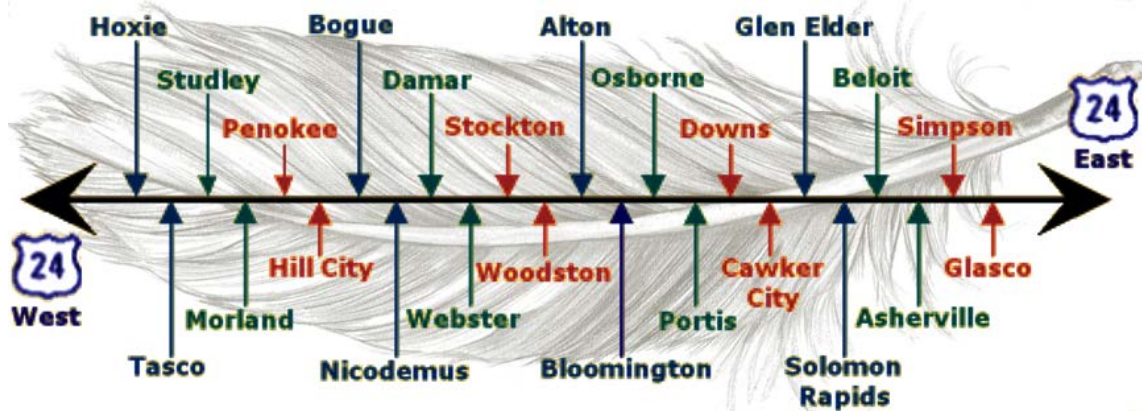 Hoxie
Bogue
Alton
Glen Elder
Studley
Damar
Osborne
Beloit
24
East
Penokee
Stockton
Downs
Simpson
24
West
Hill City
Woodston
Cawker
City
Glasco
Morland
Webster
Portis
Asherville
Tasco
Nicodemus
Bloomington
Solomon
Rapids